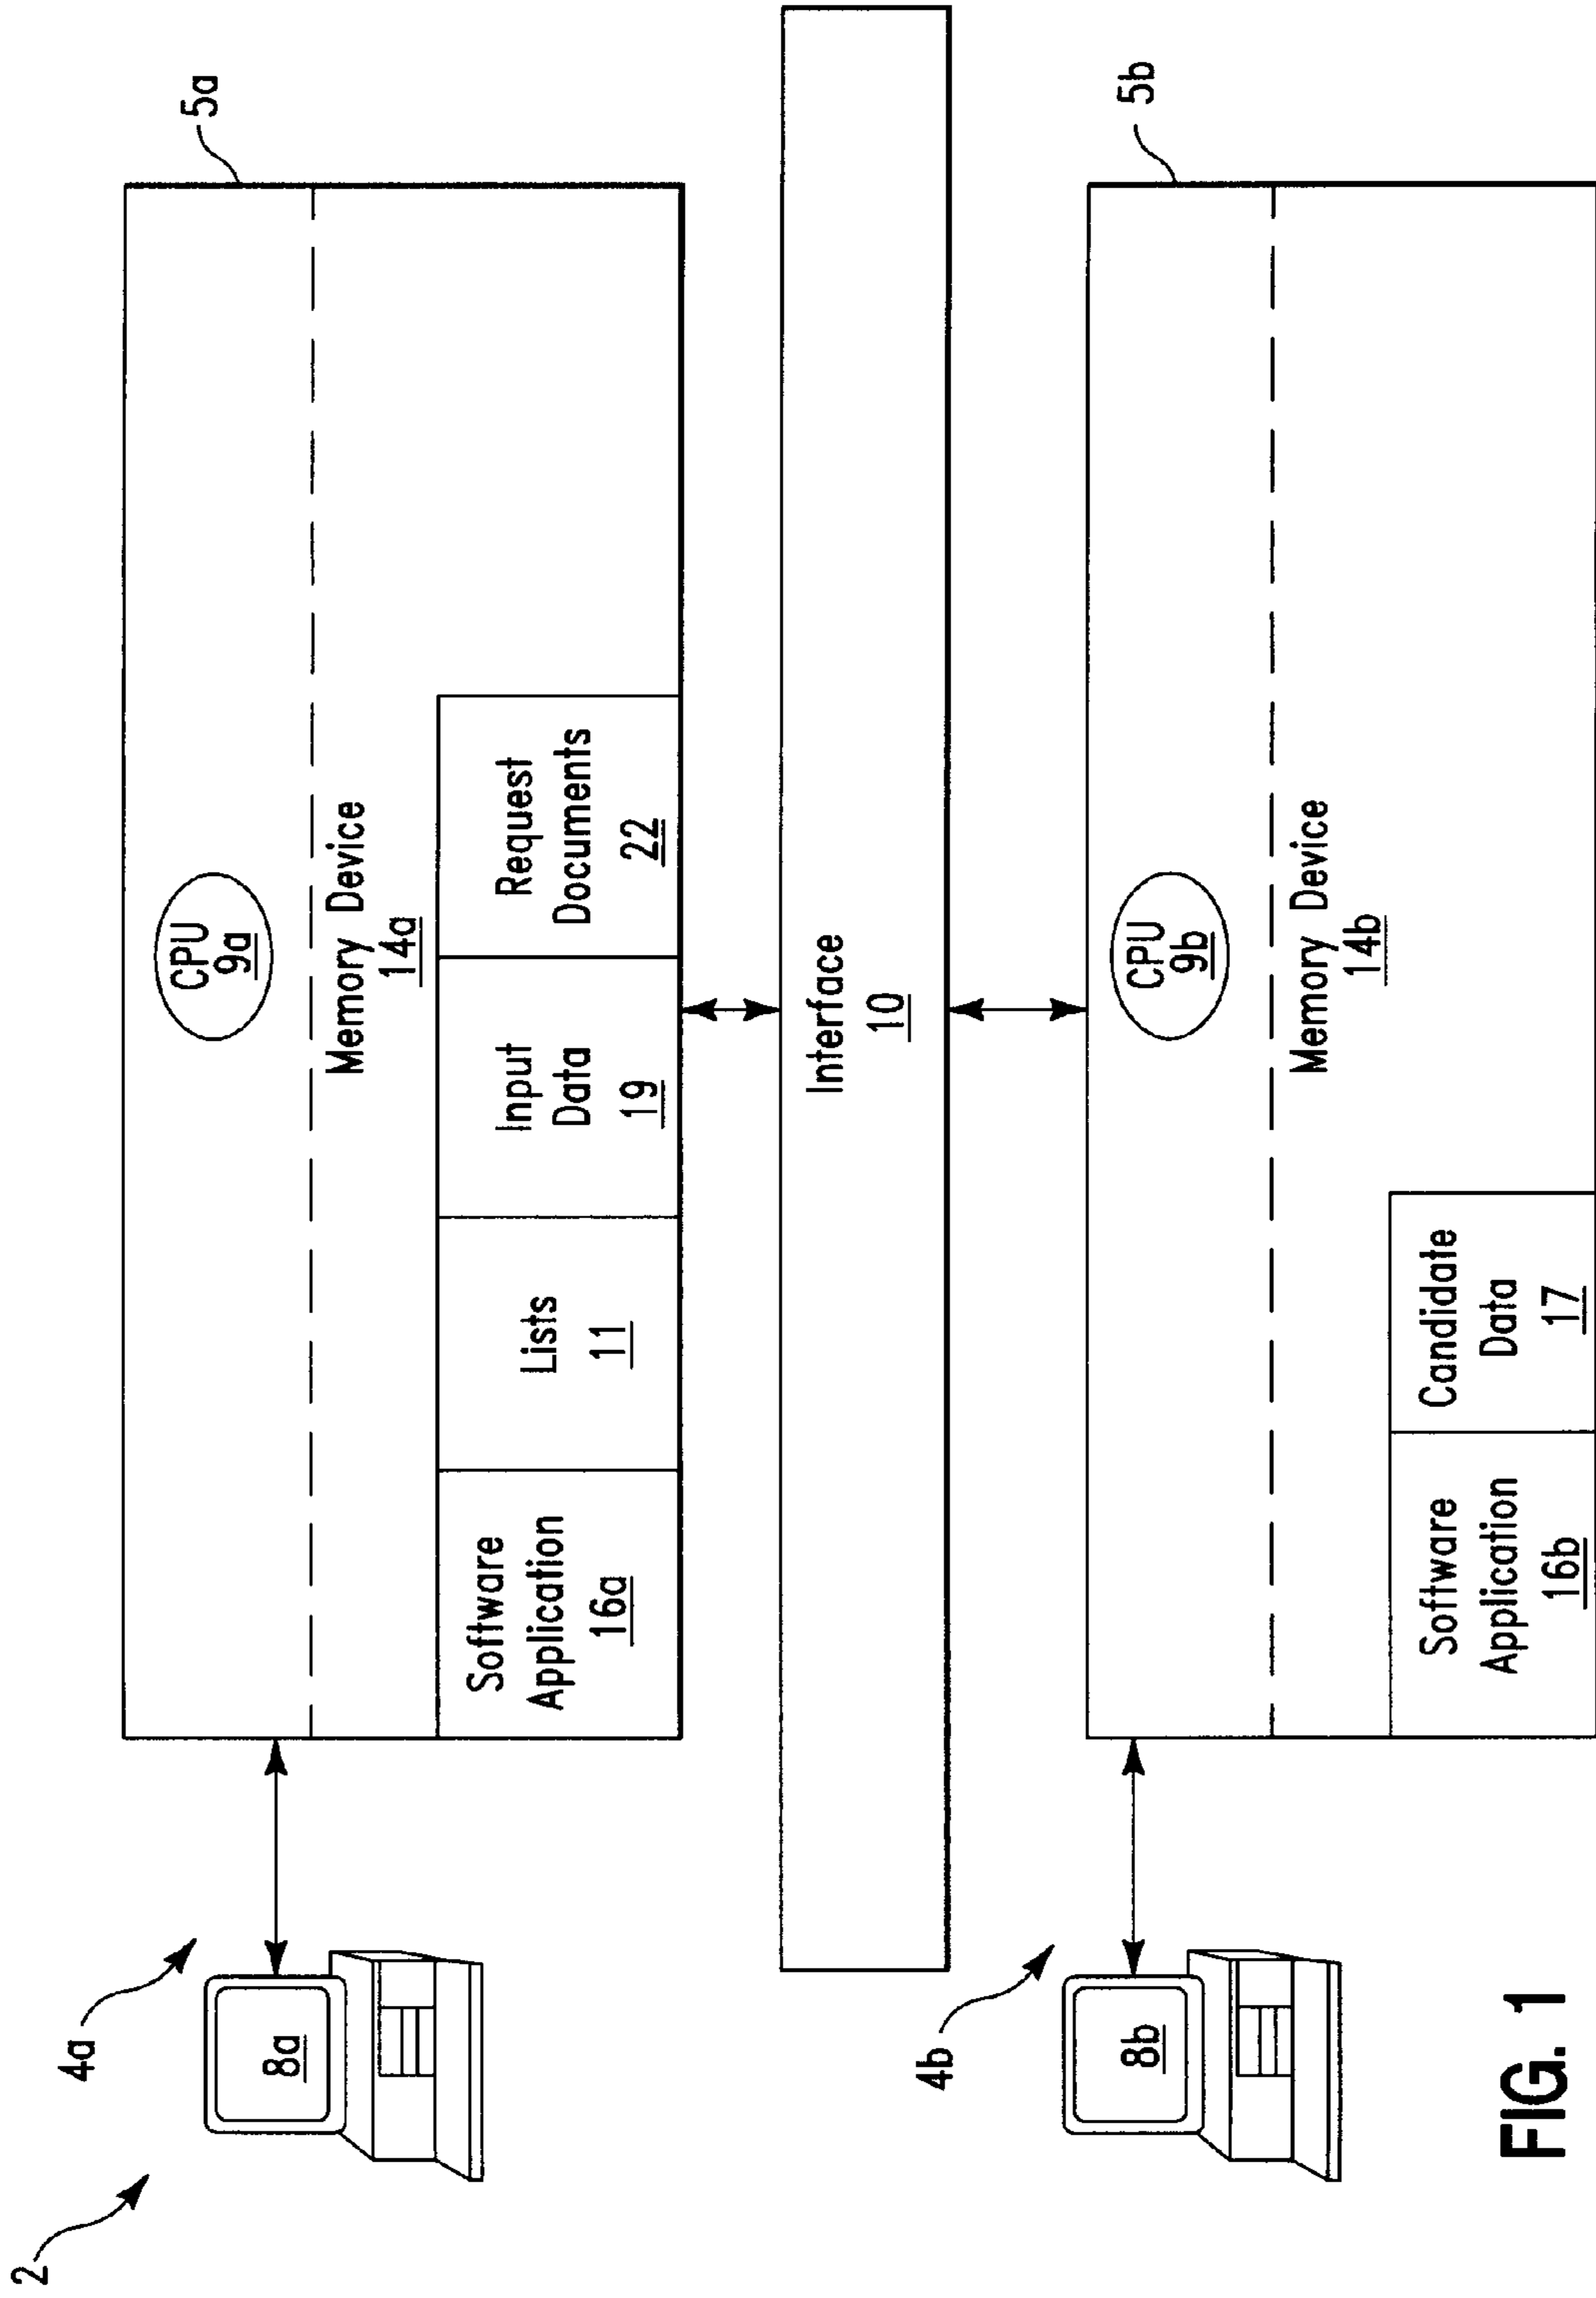 2
4a
8a
5a
CPU
9a
Memory Device
14a
Software
Application
16a
Lists
11
Input
Data
19
Request
Documents
22
Interface
10
4b
8b
5b
CPU
9b
Memory Device
14b
Software
Application
16b
Candidate
Data
17
FIG. 1